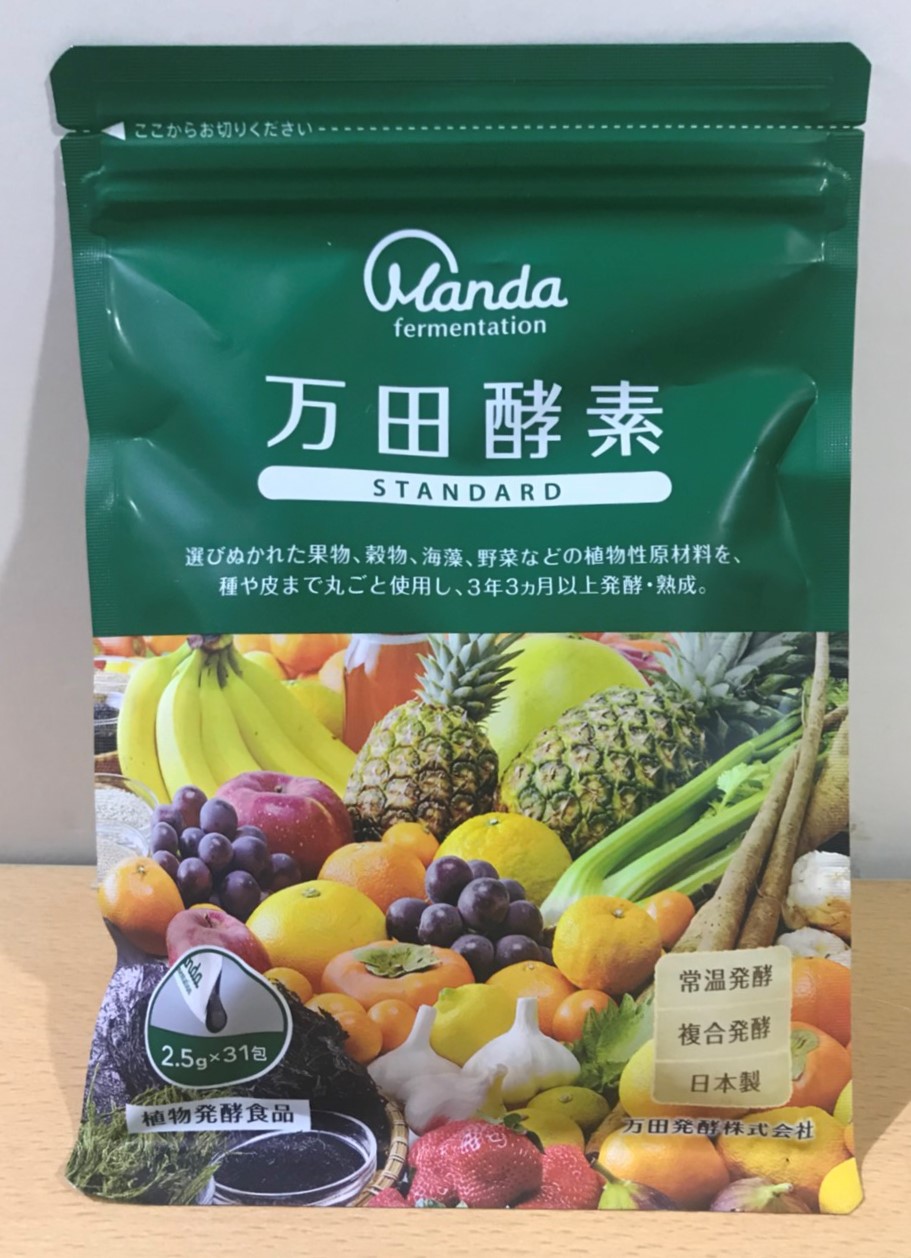 ここからお切りください
Manda
fermentation
万田酵素
STANDARD
選びぬかれた果物、穀物、海藻、野菜などの植物性原材料を、
種や皮まで丸ごと使用し、3年3ヵ月以上発酵・熟成。
常温発酵
複合発酵
日本製
2.5g×31包
植物発酵食品
万田発酵株式会社